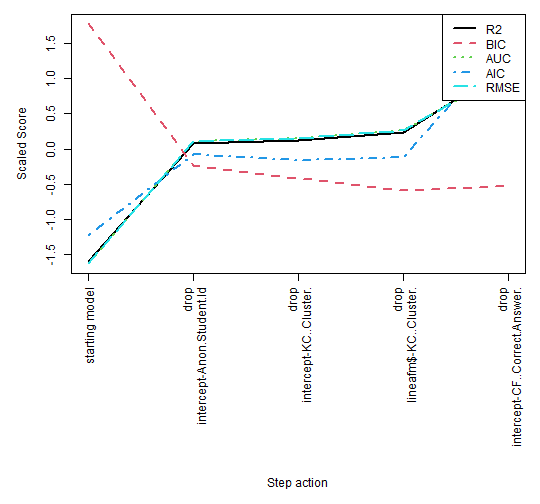 R2
BIC
AUC
AIC
RMSE
Scaled Score
1.5
1.0
0.5
0.0
-0.5
-1.0
-1.5
starting model
drop
intercept-Anon.Student.Id
drop
intercept-KC..Cluster.
drop
lineafm$-KC..Cluster.
drop
intercept-CF..Correct.Answer.
Step action